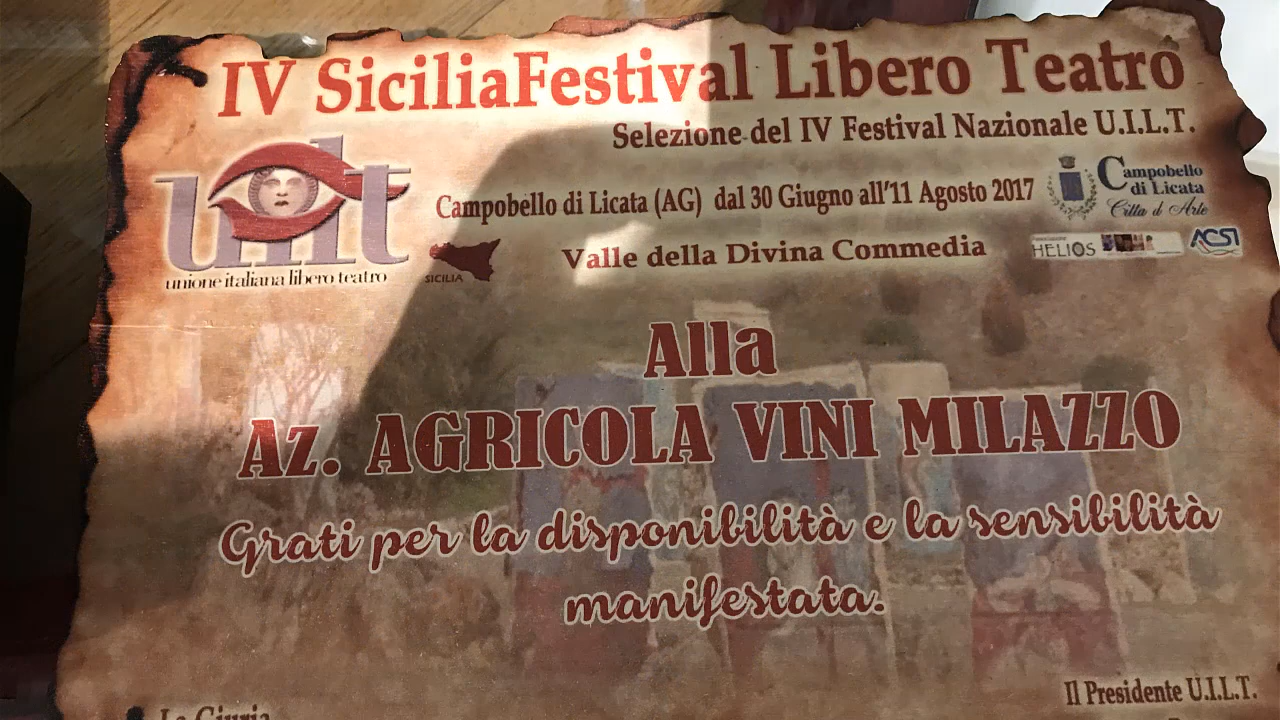 IV SiciliaFestival Libero Teatro
Selezione del IV Festival Nazionale U.I.L.T.
uilt
unione italiana libero teatro
SICILIA
Campobello di Licata (AG) dal 30 Giugno all'11 Agosto 2017
Campobello
di Licata
Città d'Arte
Valle della Divina Commedia
HELIOS
ACSI
Alla
Az. AGRICOLA VINI MILAZZO
Grati per la disponibilità e la sensibilità
manifestata.
La Giuria
Il Presidente U.I.L.T.